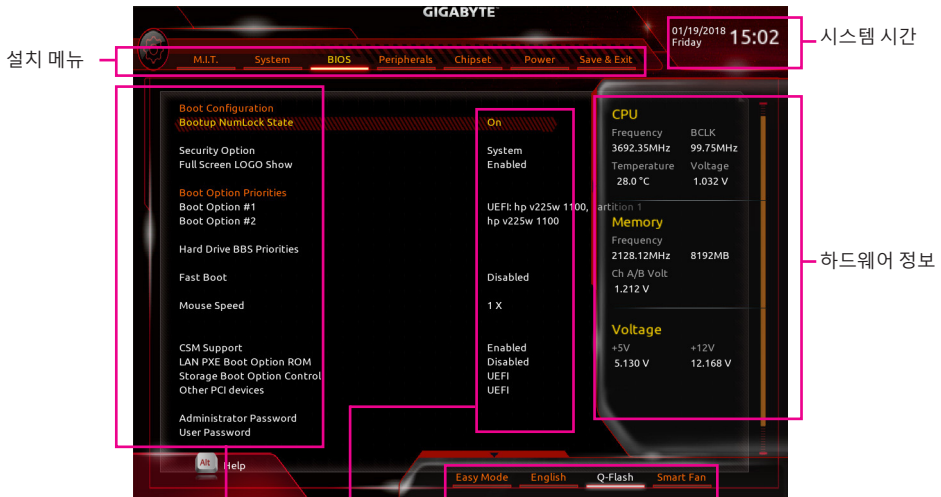 GIGABYTE™
01/19/2018 15:02
Friday
시스템 시간
설치 메뉴
M.I.T. System BIOS Peripherals Chipset Power Save & Exit
Boot Configuration
Bootup NumLock State On
Security Option System
Full Screen LOGO Show Enabled
Boot Option Priorities
Boot Option #1 UEFI: hp v225w 1100, artition 1
Boot Option #2 hp v225w 1100
Hard Drive BBS Priorities
Fast Boot Disabled
Mouse Speed 1 X
CSM Support Enabled
LAN PXE Boot Option ROM Disabled
Storage Boot Option Control UEFI
Other PCI devices UEFI
Administrator Password
User Password
CPU
Frequency BCLK
3692.35MHz 99.75MHz
Temperature Voltage
28.0 °C 1.032 V
Memory
Frequency
2128.12MHz 8192MB
Ch A/B Volt
1.212 V
Voltage
+5V +12V
5.130 V 12.168 V
하드웨어 정보
Alt Help
Easy Mode English Q-Flash Smart Fan